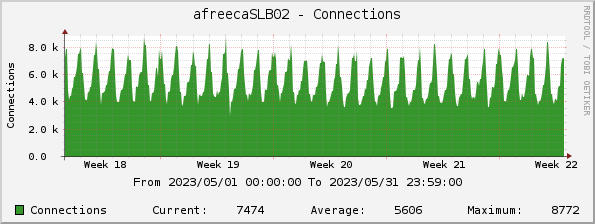 afreecaSLB02 - Connections
RRDTOOL / TOBI OETIKER
Connections
8.0 k
6.0 k
4.0 k
2.0 k
0.0
Week 18 Week 19 Week 20 Week 21 Week 22
From 2023/05/01 00:00:00 To 2023/05/31 23:59:00
Connections Current: 7474 Average: 5606 Maximum: 8772